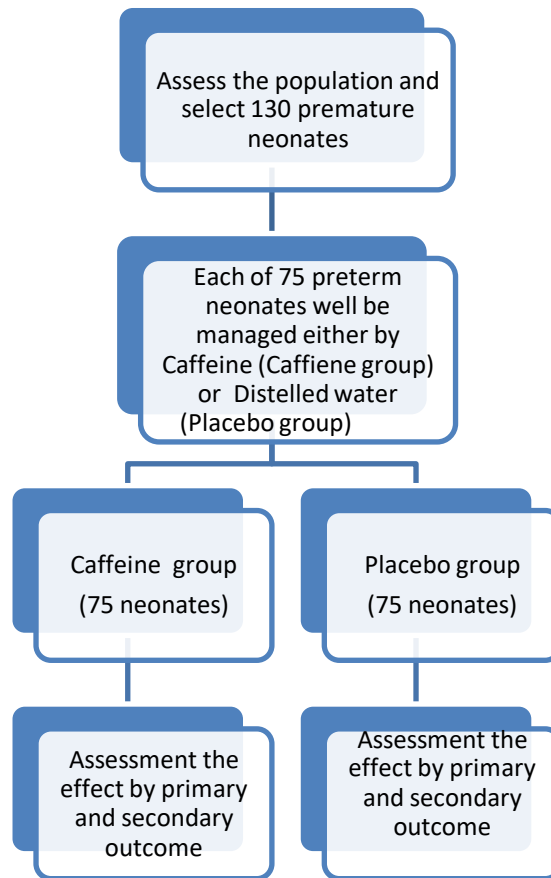 Assess the population and
select 130 premature
neonates
Each of 75 preterm
neonates well be
managed either by
Caffeine (Caffiene group)
or Distelled water
(Placebo group)
Caffeine group
(75 neonates)
Placebo group
(75 neonates)
Assessment the
effect by primary
and secondary
outcome
Assessment the
effect by primary
and secondary
outcome